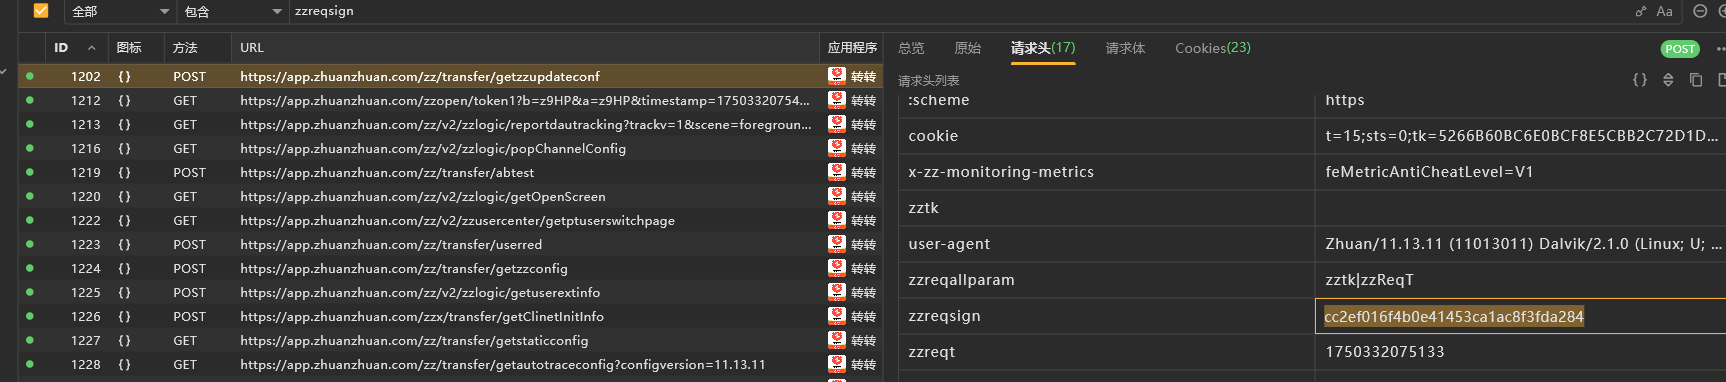 全部 包含 zzreqsign Aa
ID 图标 方法 URL 应用程序
1202 {} POST https://app.zhuanzhuan.com/zz/transfer/getzzupdateconf 转转
1212 {} GET https://app.zhuanzhuan.com/zzopen/token1?b=z9HP&a=z9HP&timestamp=17503320754... 转转
1213 {} GET https://app.zhuanzhuan.com/zz/v2/zzlogic/reportdautracking?trackv=1&scene=foregroun... 转转
1216 {} GET https://app.zhuanzhuan.com/zz/v2/zzlogic/popChannelConfig 转转
1219 {} POST https://app.zhuanzhuan.com/zz/transfer/abtest 转转
1220 {} GET https://app.zhuanzhuan.com/zz/v2/zzlogic/getOpenScreen 转转
1222 {} GET https://app.zhuanzhuan.com/zz/v2/zzusercenter/getptuserswitchpage 转转
1223 {} POST https://app.zhuanzhuan.com/zz/transfer/userred 转转
1224 {} POST https://app.zhuanzhuan.com/zz/transfer/getzzconfig 转转
1225 {} POST https://app.zhuanzhuan.com/zz/v2/zzlogic/getuserextinfo 转转
1226 {} POST https://app.zhuanzhuan.com/zzx/transfer/getClinetInitInfo 转转
1227 {} GET https://app.zhuanzhuan.com/zz/transfer/getstaticconfig 转转
1228 {} GET https://app.zhuanzhuan.com/zz/transfer/getautotraceconfig?configversion=11.13.11 转转
总览 原始 请求头(17) 请求体 Cookies(23) POST
请求头列表 {}
:scheme https
cookie t=15;sts=0;tk=5266B60BC6E0BCF8E5CBB2C72D1D...
x-zz-monitoring-metrics feMetricAntiCheatLevel=V1
zztk
user-agent Zhuan/11.13.11 (11013011) Dalvik/2.1.0 (Linux; U; ...
zzreqallparam zztk|zzReqT
zzreqsign cc2ef016f4b0e41453ca1ac8f3fda284
zzreqt 1750332075133